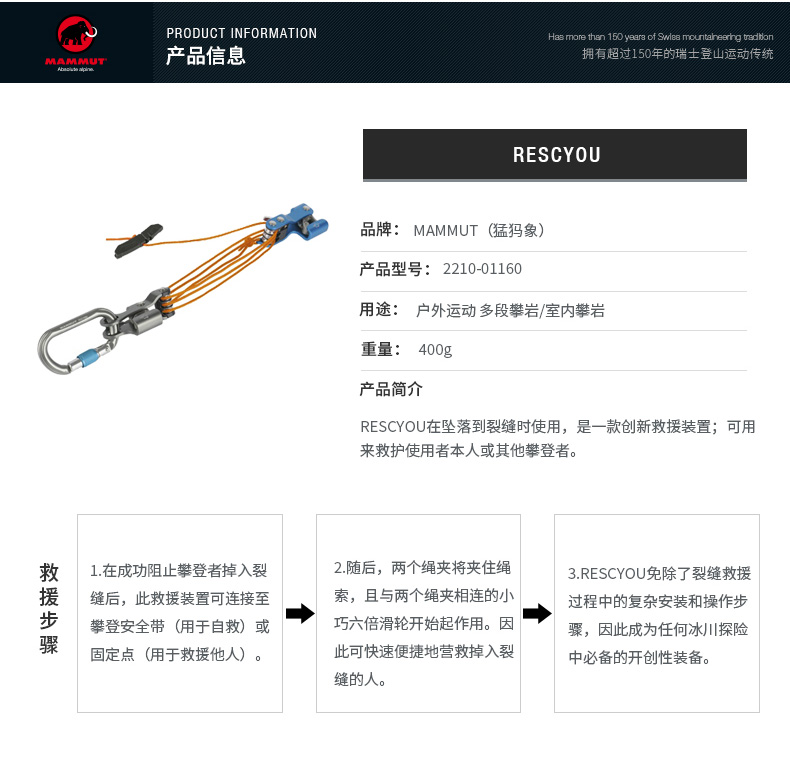 MAMMUT
Absolute alpine.
PRODUCT INFORMATION
产品信息
Has more than 150 years of Swiss mountaineering tradition
拥有超过150年的瑞士登山运动传统
RESCYOU
品牌： MAMMUT（猛犸象）
产品型号： 2210-01160
用途： 户外运动 多段攀岩/室内攀岩
重量： 400g
产品简介
RESCYOU在坠落到裂缝时使用，是一款创新救援装置；可用
来救护使用者本人或其他攀登者。
救援步骤
1.在成功阻止攀登者掉入裂
缝后，此救援装置可连接至
攀登安全带（用于自救）或
固定点（用于救援他人）。
2.随后，两个绳夹将夹住绳
索，且与两个绳夹相连的小
巧六倍滑轮开始起作用。因
此可快速便捷地营救掉入裂
缝的人。
3.RESCYOU免除了裂缝救援
过程中的复杂安装和操作步
骤，因此成为任何冰川探险
中必备的开创性装备。